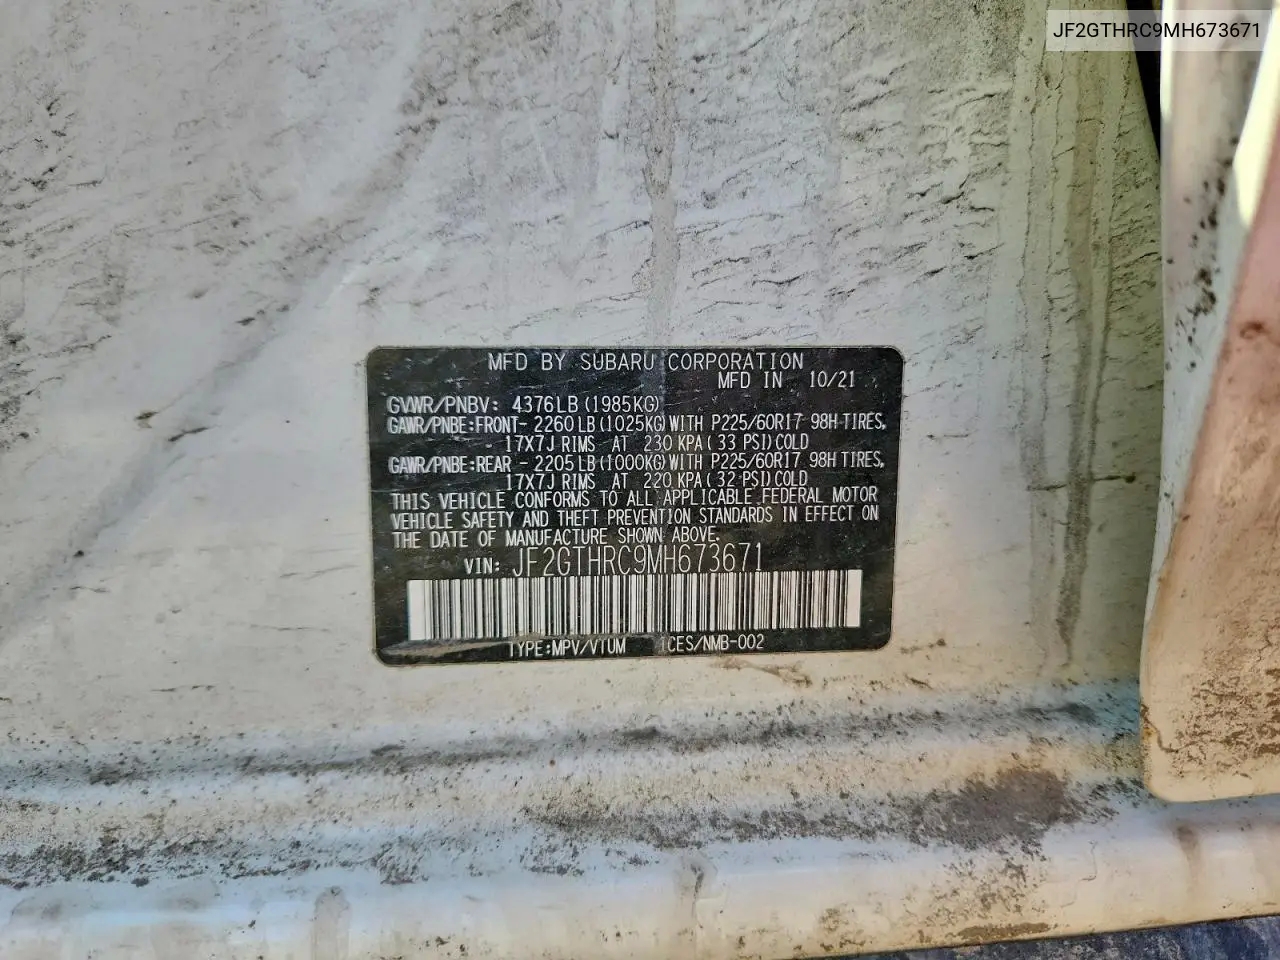 JF2GTHRC9MH673671
MFD BY SUBARU CORPORATION
MFD IN 10/21
GVWR/PNBV: 4376LB (1985KG)
GAWR/PNBE:FRONT- 2260LB (1025KG) WITH P225/60R17 98H TIRES,
17X7J RIMS AT 230 KPA ( 33 PSI) COLD
GAWR/PNBE:REAR - 2205LB (1000KG) WITH P225/60R17 98H TIRES,
17X7J RIMS AT 220 KPA ( 32 PSI) COLD
THIS VEHICLE CONFORMS TO ALL APPLICABLE FEDERAL MOTOR
VEHICLE SAFETY AND THEFT PREVENTION STANDARDS IN EFFECT ON
THE DATE OF MANUFACTURE SHOWN ABOVE.
VIN: JF2GTHRC9MH673671
TYPE:MPV/VTUM ICES/NMB-002